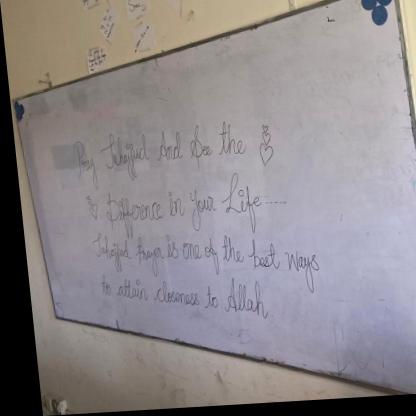 Pray Tahajjud And See the
Difference in Your Life......
Tahajjud Prayer is one of the best Ways
to attain closeness to Allah